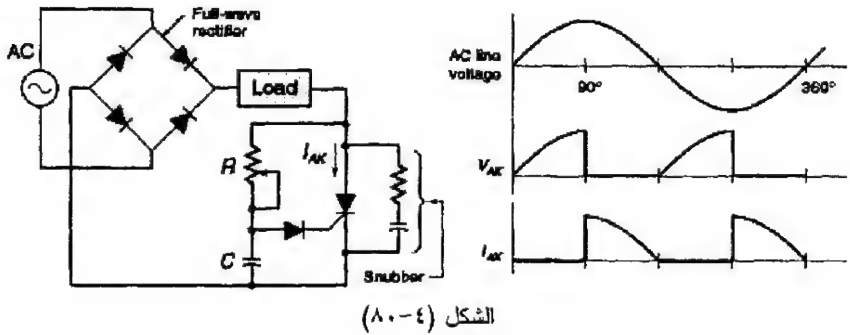 Full-wave
rectifier
AC
Load
R
I_AK
C
Snubber
AC line
voltage
90°
360°
V_AK
I_AK
الشكل (٤-٨٠)